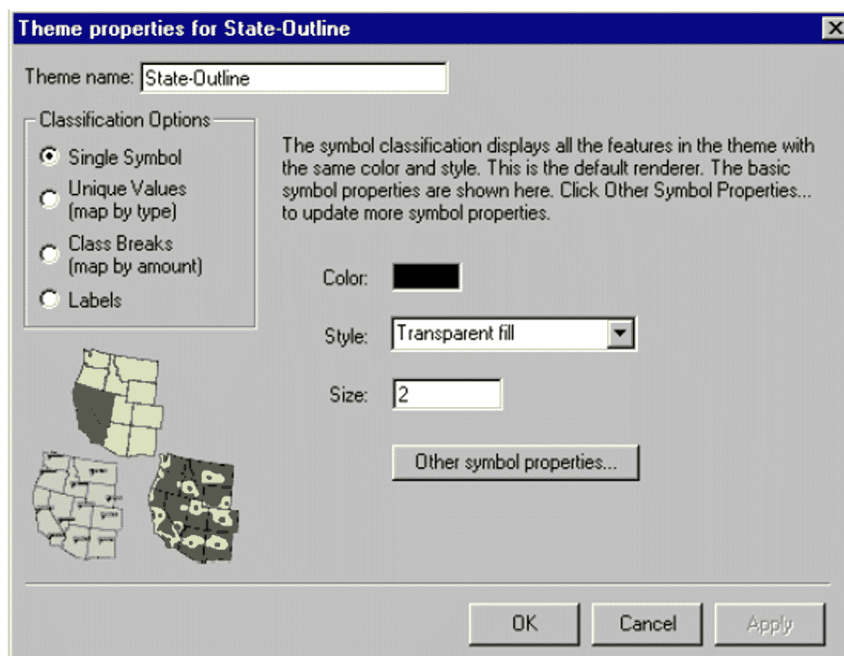 Theme properties for State-Outline
Theme name: State-Outline
Classification Options
Single Symbol
Unique Values
(map by type)
Class Breaks
(map by amount)
Labels
The symbol classification displays all the features in the theme with
the same color and style. This is the default renderer. The basic
symbol properties are shown here. Click Other Symbol Properties...
to update more symbol properties.
Color:
Style: Transparent fill
Size: 2
Other symbol properties...
OK Cancel Apply